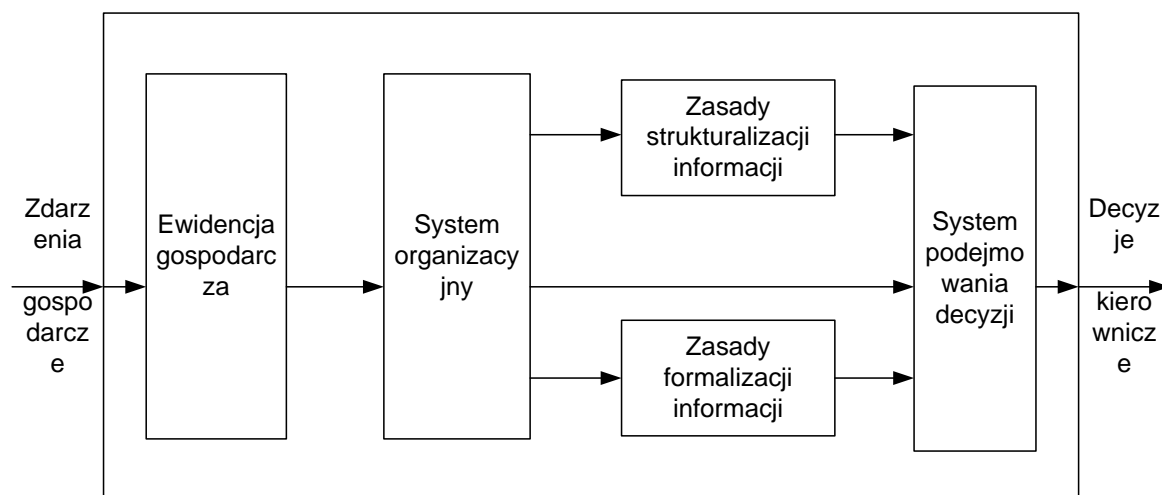 Zdarz
enia
gospo
darcz
e
Ewidencja
gospodarc
za
System
organizacy
jny
Zasady
strukturalizacji
informacji
Zasady
formalizacji
informacji
System
podejmo
wania
decyzji
Decyz
je
kiero
wnicz
e